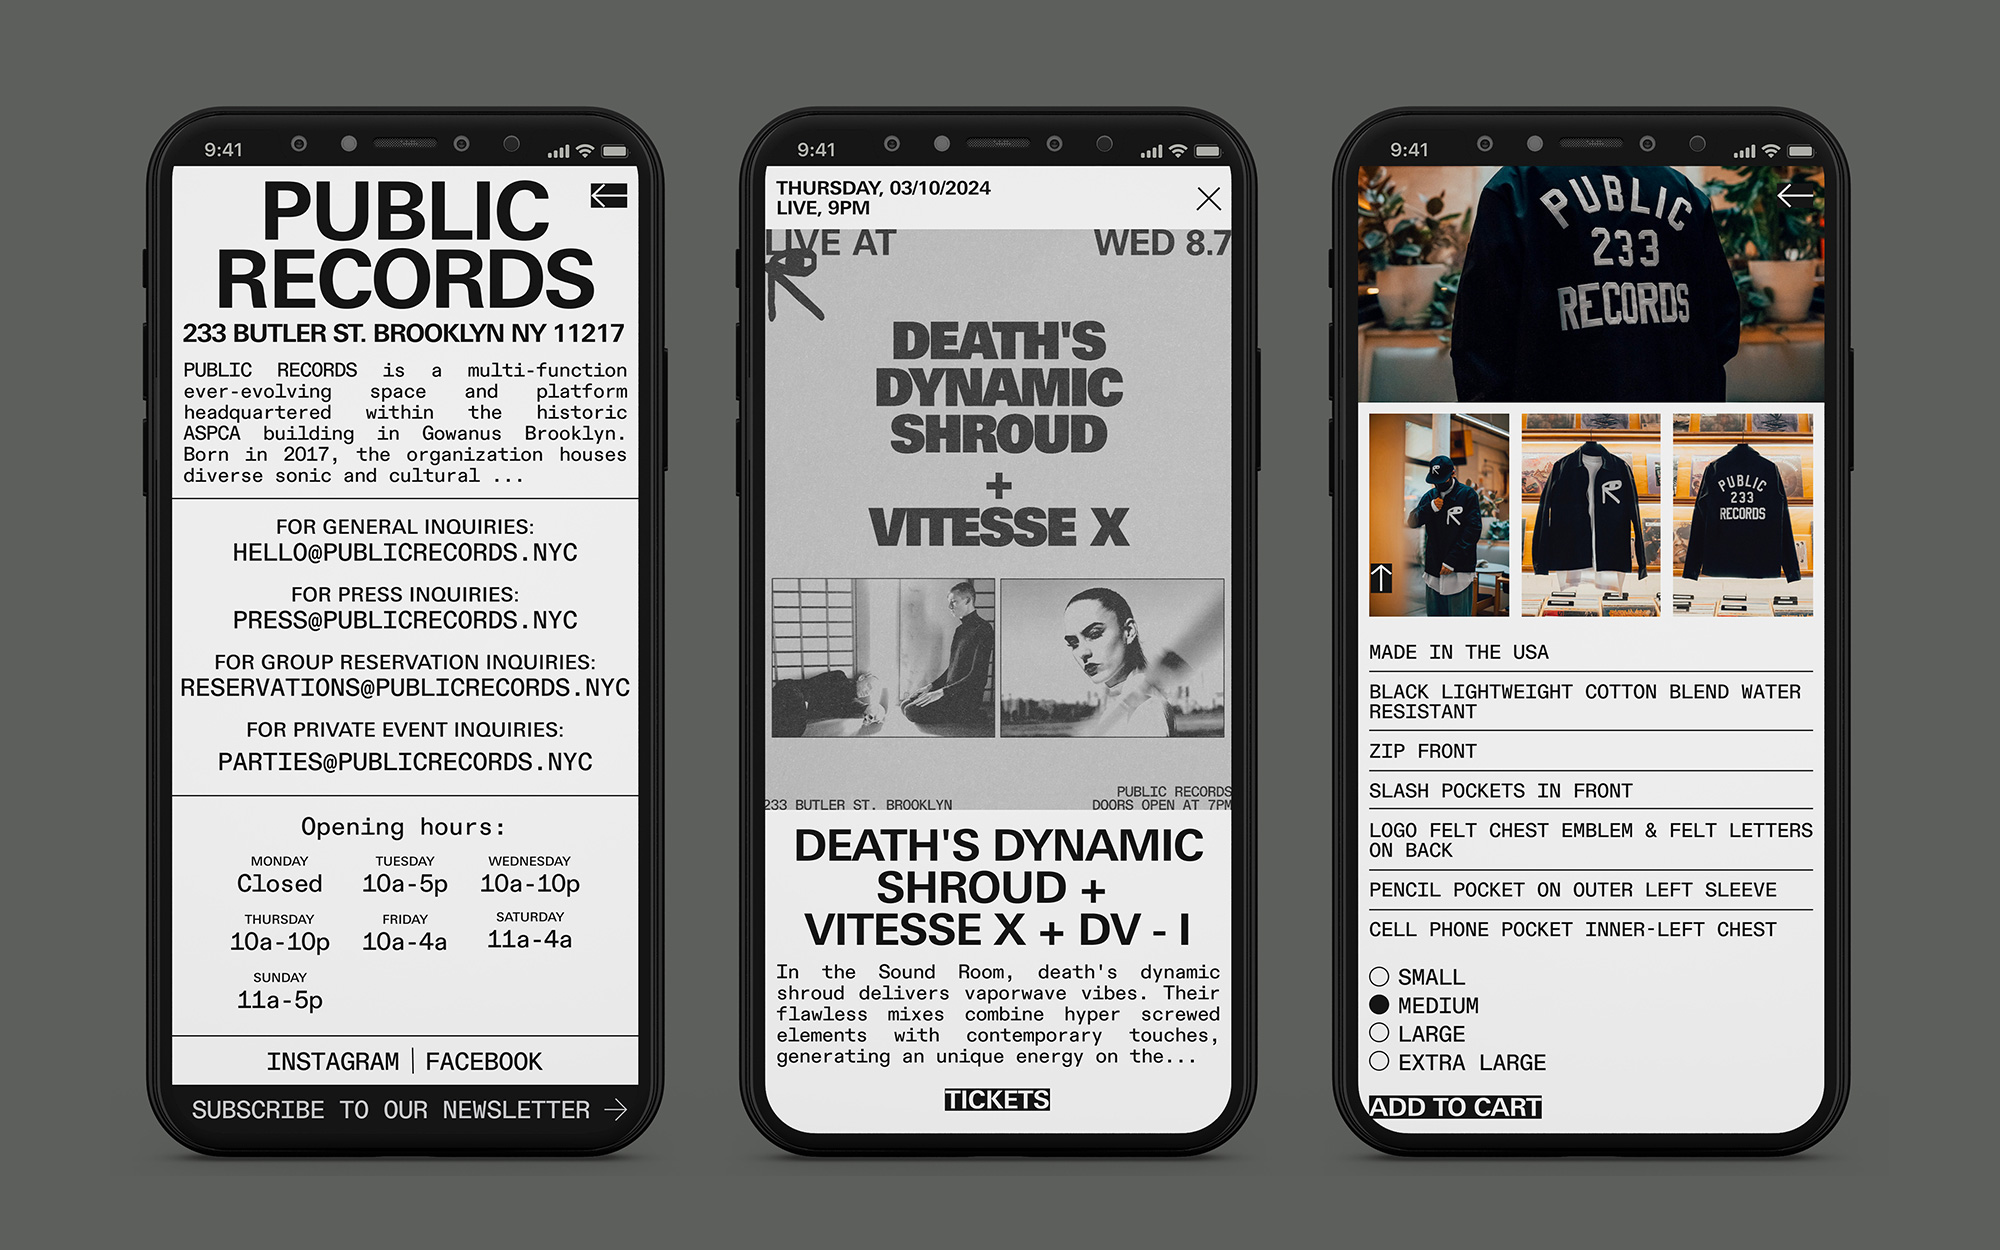 9:41
PUBLIC
RECORDS
233 BUTLER ST. BROOKLYN NY 11217
PUBLIC RECORDS is a multi-function
ever-evolving space and platform
headquartered within the historic
ASPCA building in Gowanus Brooklyn.
Born in 2017, the organization houses
diverse sonic and cultural ...
FOR GENERAL INQUIRIES:
HELLO@PUBLICRECORDS.NYC
FOR PRESS INQUIRIES:
PRESS@PUBLICRECORDS.NYC
FOR GROUP RESERVATION INQUIRIES:
RESERVATIONS@PUBLICRECORDS.NYC
FOR PRIVATE EVENT INQUIRIES:
PARTIES@PUBLICRECORDS.NYC
Opening hours:
MONDAY TUESDAY WEDNESDAY
Closed 10a-5p 10a-10p
THURSDAY FRIDAY SATURDAY
10a-10p 10a-4a 11a-4a
SUNDAY
11a-5p
INSTAGRAM | FACEBOOK
SUBSCRIBE TO OUR NEWSLETTER →
9:41
THURSDAY, 03/10/2024
LIVE, 9PM
LIVE AT WED 8.7
R
DEATH'S
DYNAMIC
SHROUD
+
VITESSE X
PUBLIC RECORDS
233 BUTLER ST. BROOKLYN DOORS OPEN AT 7PM
DEATH'S DYNAMIC
SHROUD +
VITESSE X + DV - I
In the Sound Room, death's dynamic
shroud delivers vaporwave vibes. Their
flawless mixes combine hyper screwed
elements with contemporary touches,
generating an unique energy on the...
TICKETS
9:41
PUBLIC
233
RECORDS
R
R
R
PUBLIC
233
RECORDS
MADE IN THE USA
BLACK LIGHTWEIGHT COTTON BLEND WATER
RESISTANT
ZIP FRONT
SLASH POCKETS IN FRONT
LOGO FELT CHEST EMBLEM & FELT LETTERS
ON BACK
PENCIL POCKET ON OUTER LEFT SLEEVE
CELL PHONE POCKET INNER-LEFT CHEST
SMALL
MEDIUM
LARGE
EXTRA LARGE
ADD TO CART